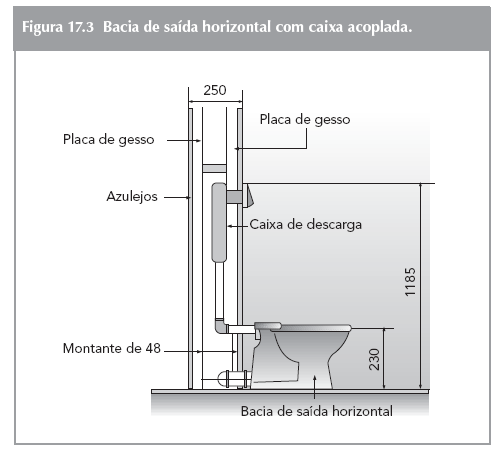 Figura 17.3 Bacia de saída horizontal com caixa acoplada.
250
Placa de gesso
Placa de gesso
Azulejos
Caixa de descarga
1185
Montante de 48
230
Bacia de saída horizontal